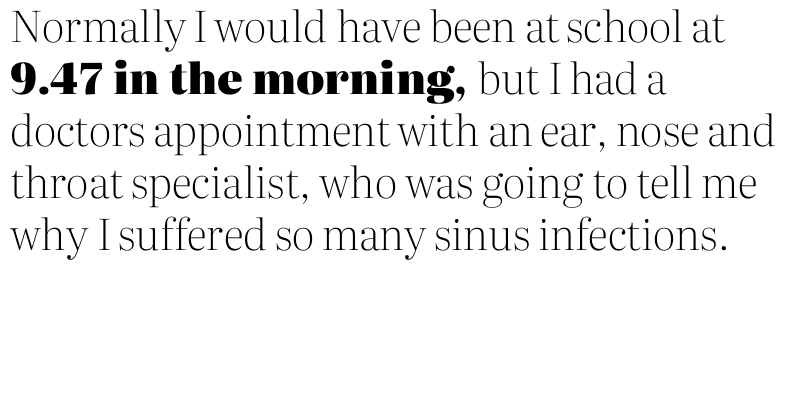 Normally I would have been at school at
9.47 in the morning, but I had a
doctors appointment with an ear, nose and
throat specialist, who was going to tell me
why I suffered so many sinus infections.